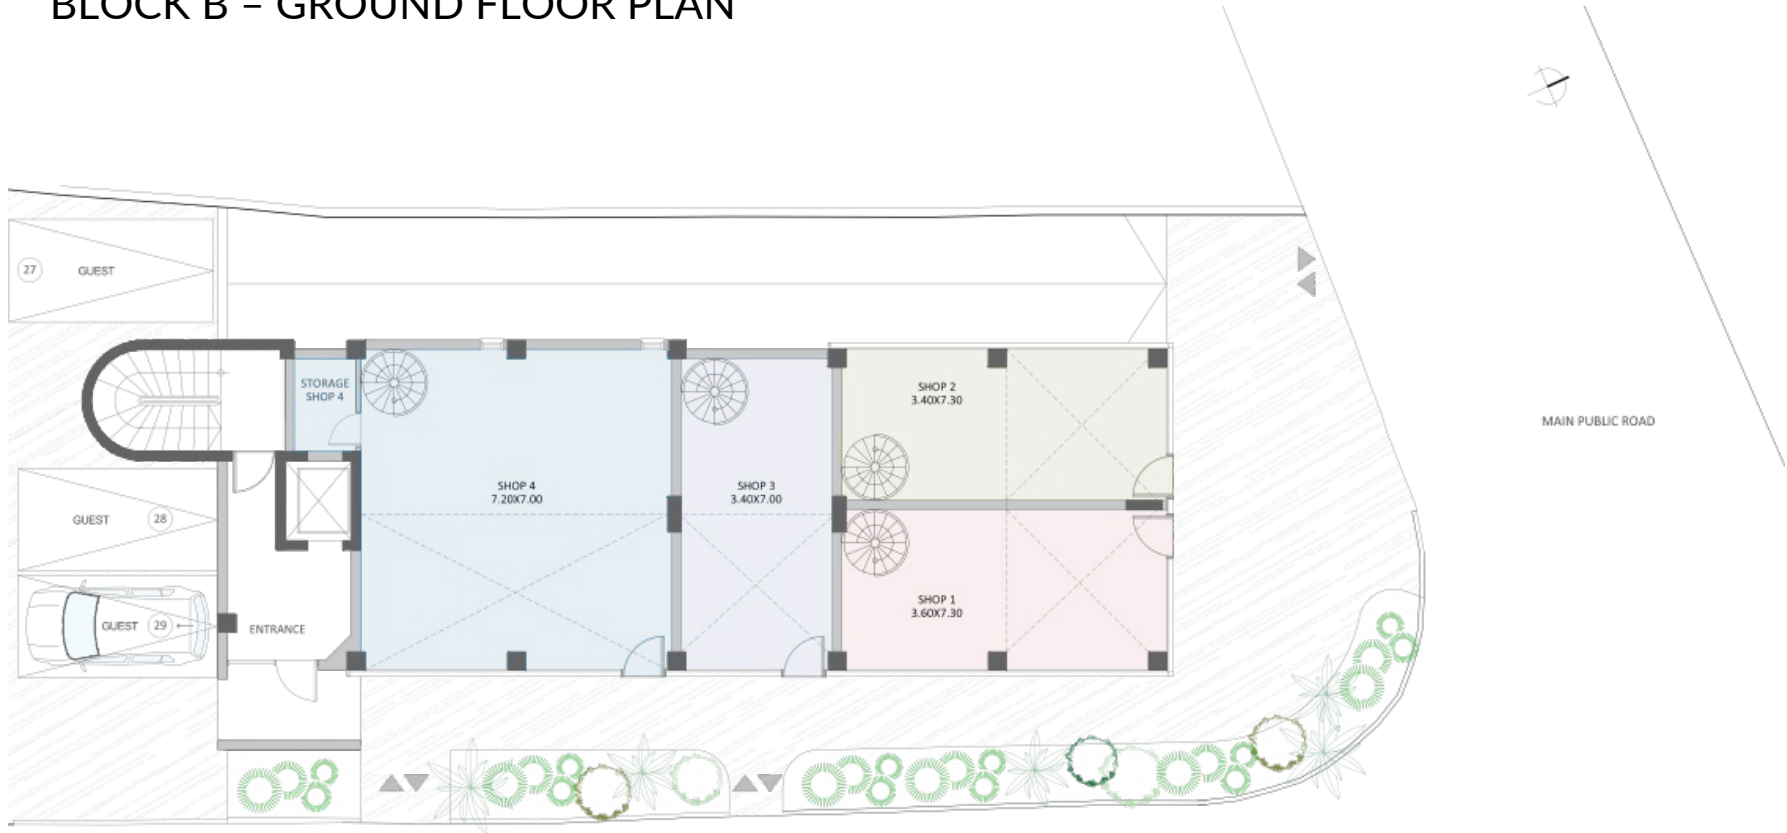 BLOCK B – GROUND FLOOR PLAN
27
GUEST
STORAGE
SHOP 4
SHOP 2
3.40X7.30
MAIN PUBLIC ROAD
SHOP 4
7.20X7.00
SHOP 3
3.40X7.00
GUEST
28
SHOP 1
3.60X7.30
GUEST
29
ENTRANCE